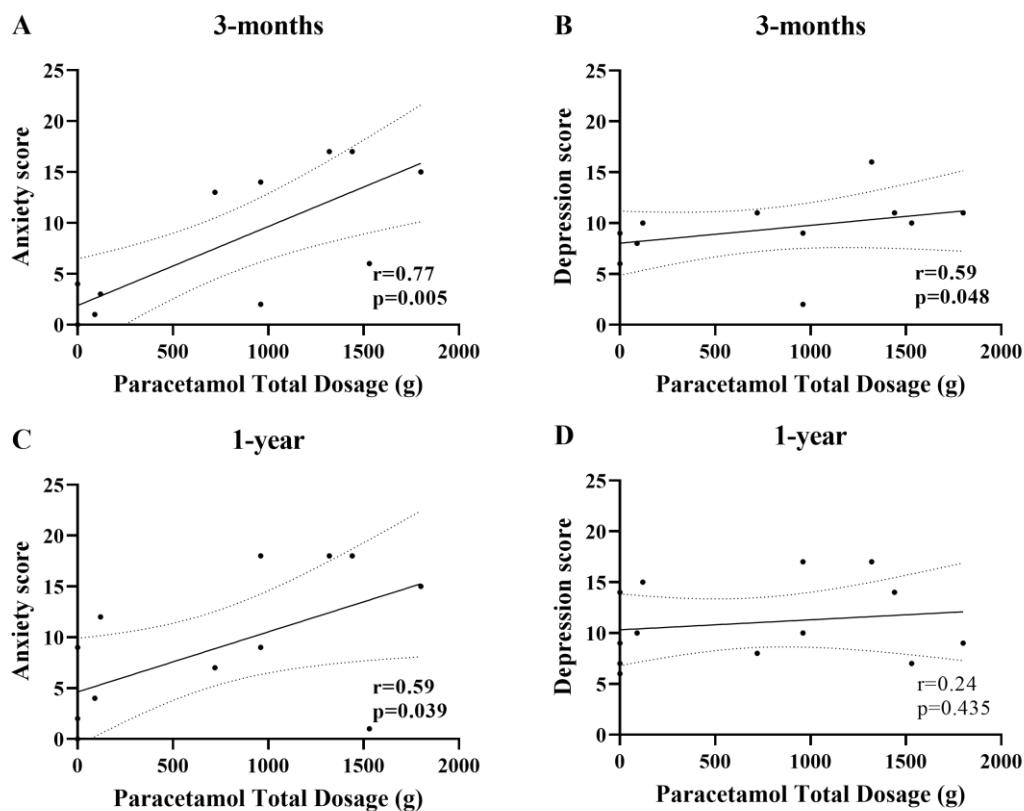 A
3-months
Anxiety score
25
20
15
10
5
0
0 500 1000 1500 2000
r=0.77
p=0.005
Paracetamol Total Dosage (g)
B
3-months
Depression score
25
20
15
10
5
0
0 500 1000 1500 2000
r=0.59
p=0.048
Paracetamol Total Dosage (g)
C
1-year
Anxiety score
25
20
15
10
5
0
0 500 1000 1500 2000
r=0.59
p=0.039
Paracetamol Total Dosage (g)
D
1-year
Depression score
25
20
15
10
5
0
0 500 1000 1500 2000
r=0.24
p=0.435
Paracetamol Total Dosage (g)